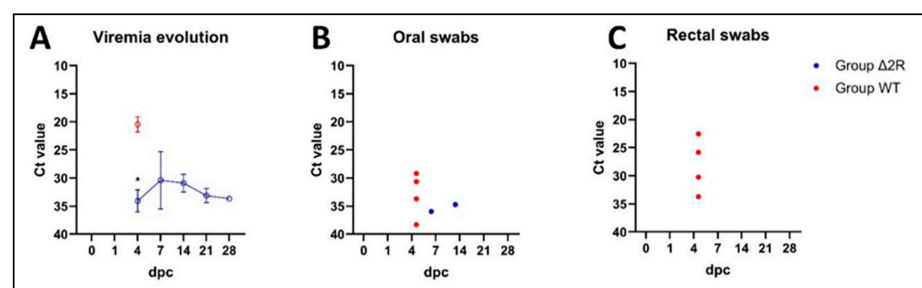 A Viremia evolution
10
15
20
25
30
35
40
Ct value
*
0 1 4 7 14 21 28
dpc
B Oral swabs
10
15
20
25
30
35
40
Ct value
0 1 4 7 14 21 28
dpc
C Rectal swabs
10
15
20
25
30
35
40
Ct value
0 1 4 7 14 21 28
dpc
Group Δ2R
Group WT